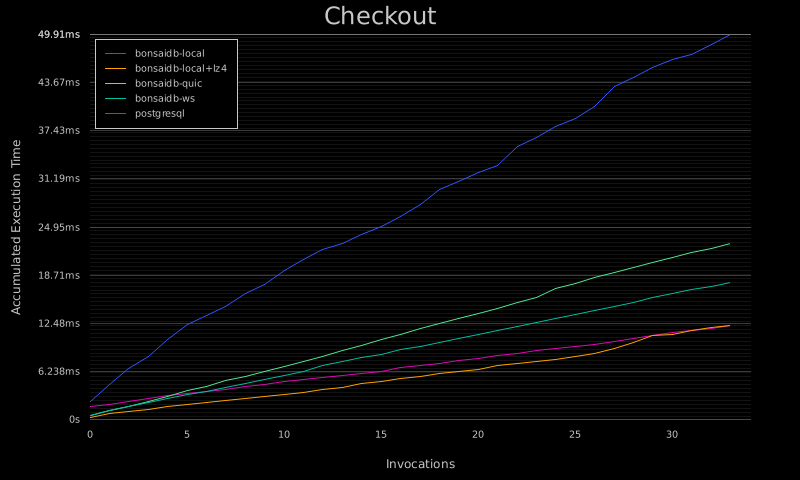 Checkout
49.91ms
bonsaidb-local
bonsaidb-local+lz4
bonsaidb-quic
bonsaidb-ws
postgresql
43.67ms
37.43ms
31.19ms
24.95ms
18.71ms
12.48ms
6.238ms
0s
Accumulated Execution Time
0 5 10 15 20 25 30
Invocations